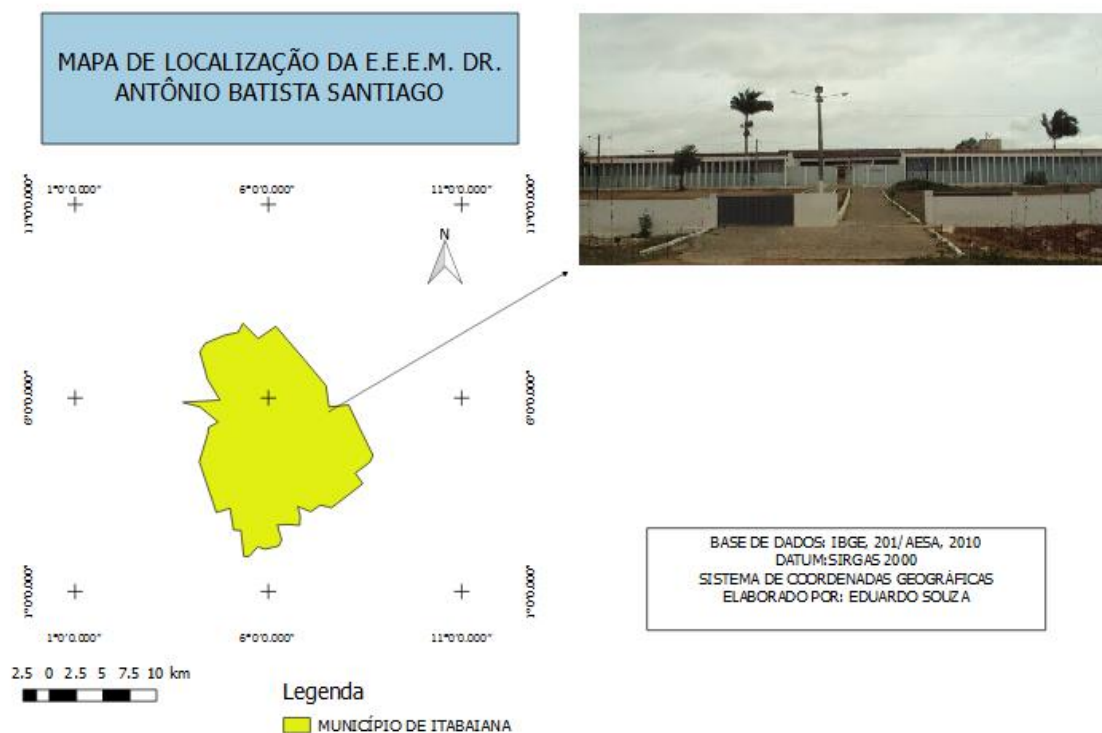 MAPA DE LOCALIZAÇÃO DA E.E.E.M. DR.
ANTÔNIO BATISTA SANTIAGO
1°0'0.000" 6°0'0.000" 11°0'0.000"
11°0'0.000" 11°0'0.000"
N
6°0'0.000" 6°0'0.000"
1°0'0.000" 1°0'0.000"
1°0'0.000" 6°0'0.000" 11°0'0.000"
BASE DE DADOS: IBGE, 201/AESA, 2010
DATUM:SIRGAS 2000
SISTEMA DE COORDENADAS GEOGRÁFICAS
ELABORADO POR: EDUARDO SOUZA
2.5 0 2.5 5 7.5 10 km
Legenda
MUNICÍPIO DE ITABAIANA